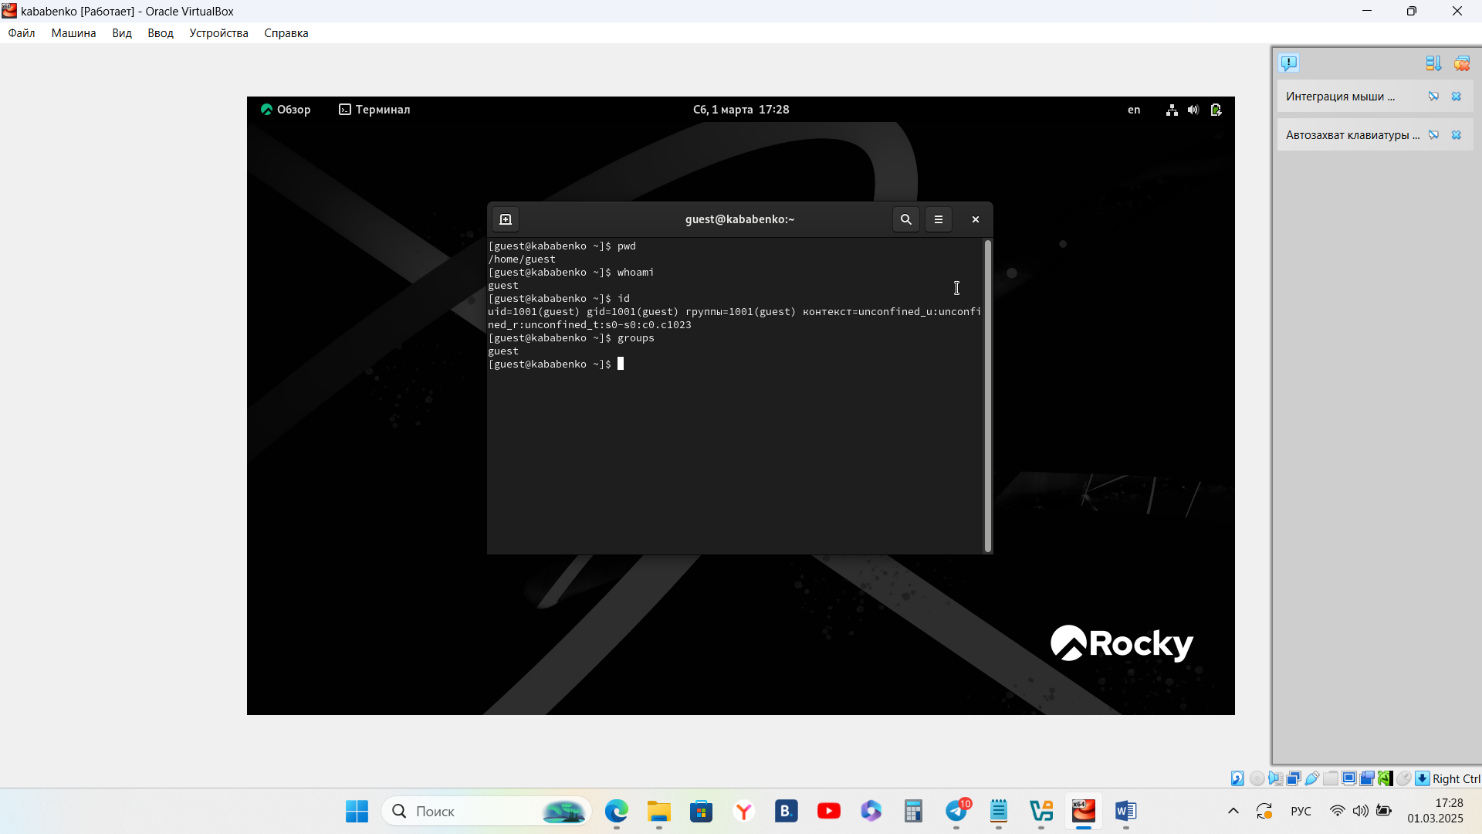 kababenko [Работает] - Oracle VirtualBox
Файл Машина Вид Ввод Устройства Справка
Обзор Терминал Сб, 1 марта 17:28 en
Интеграция мыши ...
Автозахват клавиатуры ...
guest@kababenko:~
[guest@kababenko ~]$ pwd
/home/guest
[guest@kababenko ~]$ whoami
guest
[guest@kababenko ~]$ id
uid=1001(guest) gid=1001(guest) группы=1001(guest) контекст=unconfined_u:unconfi
ned_r:unconfined_t:s0-s0:c0.c1023
[guest@kababenko ~]$ groups
guest
[guest@kababenko ~]$
Rocky
Right Ctrl
Поиск
B.
10
x64
W
РУС
17:28
01.03.2025